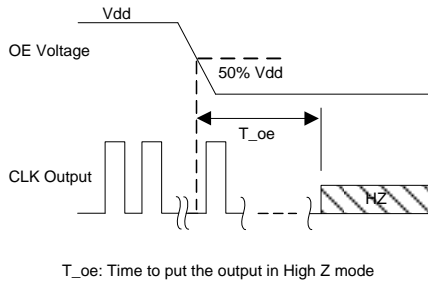 Vdd
OE Voltage
50% Vdd
T_oe
CLK Output
HZ
T_oe: Time to put the output in High Z mode